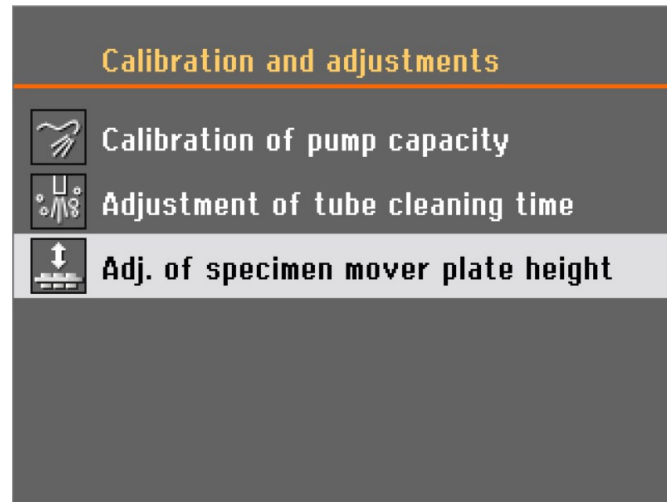 Calibration and adjustments
Calibration of pump capacity
Adjustment of tube cleaning time
Adj. of specimen mover plate height